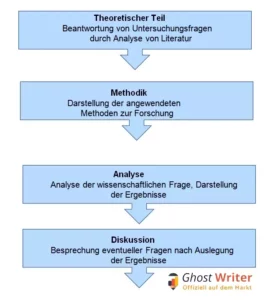 Theoretischer Teil
Beantwortung von Untersuchungsfragen
durch Analyse von Literatur
Methodik
Darstellung der angewendeten
Methoden zur Forschung
Analyse
Analyse der wissenschaftlichen Frage, Darstellung
der Ergebnisse
Diskussion
Besprechung eventueller Fragen nach Auslegung
der Ergebnisse
Ghost Writer
Offiziell auf dem Markt